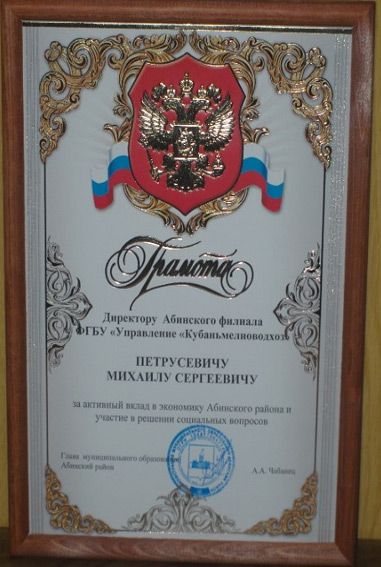 Грамота
Директору Абинского филиала
ФГБУ «Управление «Кубаньмелиоводхоз»
ПЕТРУСЕВИЧУ
МИХАИЛУ СЕРГЕЕВИЧУ
за активный вклад в экономику Абинского района и
участие в решении социальных вопросов
Глава муниципального образования
Абинский район
А.А. Чабанец